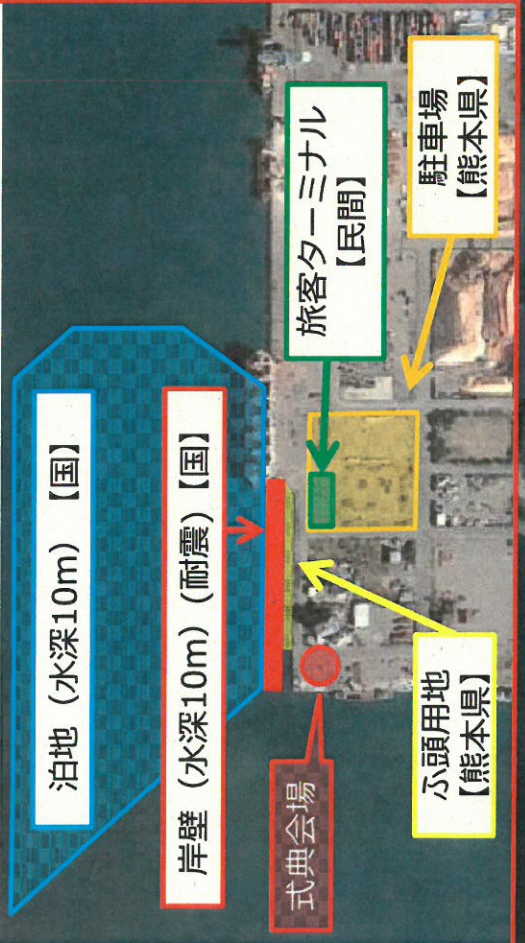 泊地（水深10m）【国】
岸壁（水深10m）（耐震）【国】
式典会場
旅客ターミナル
【民間】
駐車場
【熊本県】
ふ頭用地
【熊本県】